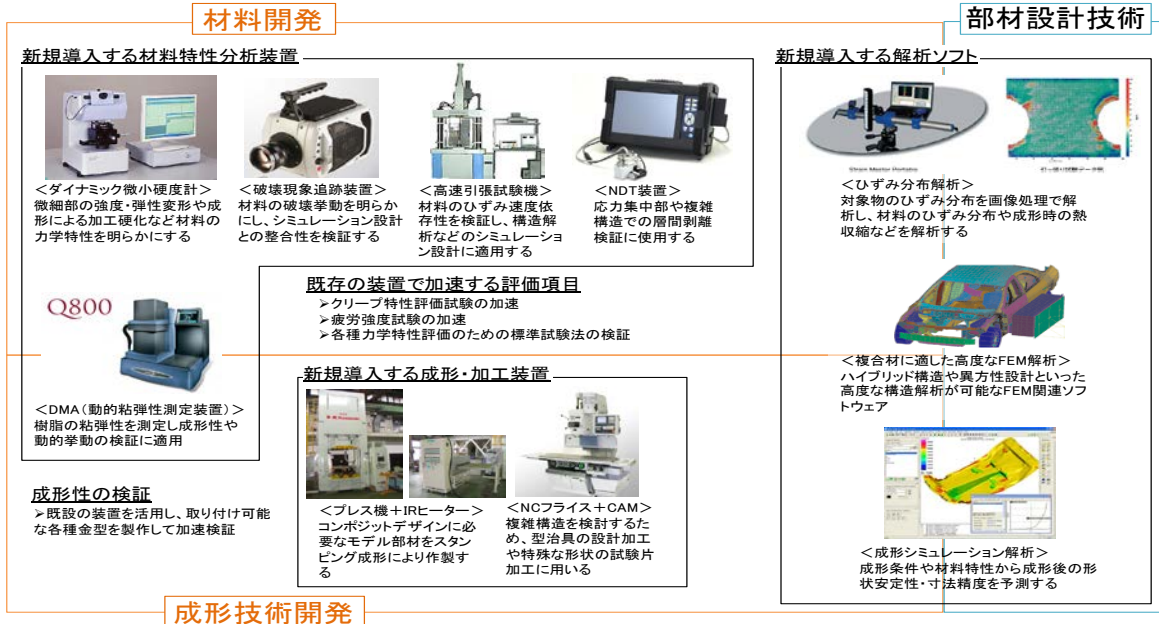 材料開発
部材設計技術
新規導入する材料特性分析装置
＜ダイナミック微小硬度計＞
微細部の強度・弾性変形や成
形による加工硬化など材料の
力学特性を明らかにする
＜破壊現象追跡装置＞
材料の破壊挙動を明らか
にし、シミュレーション設計
との整合性を検証する
＜高速引張試験機＞
材料のひずみ速度依
存性を検証し、構造解
析などのシミュレーショ
ン設計に適用する
＜NDT装置＞
応力集中部や複雑
構造での層間剥離
検証に使用する
Q800
＜DMA（動的粘弾性測定装置）＞
樹脂の粘弾性を測定し成形性や
動的挙動の検証に適用
既存の装置で加速する評価項目
➢クリープ特性評価試験の加速
➢疲労強度試験の加速
➢各種力学特性評価のための標準試験法の検証
成形性の検証
➢既設の装置を活用し、取り付け可能
な各種金型を製作して加速検証
新規導入する成形・加工装置
＜プレス機＋IRヒーター＞
コンポジットデザインに必
要なモデル部材をスタン
ピング成形により作製す
る
＜NCフライス＋CAM＞
複雑構造を検討するた
め、型治具の設計加工
や特殊な形状の試験片
加工に用いる
新規導入する解析ソフト
＜ひずみ分布解析＞
対象物のひずみ分布を画像処理で解
析し、材料のひずみ分布や成形時の熱
収縮などを解析する
＜複合材に適した高度なFEM解析＞
ハイブリッド構造や異方性設計といった
高度な構造解析が可能なFEM関連ソフ
トウェア
＜成形シミュレーション解析＞
成形条件や材料特性から成形後の形
状安定性・寸法精度を予測する
成形技術開発